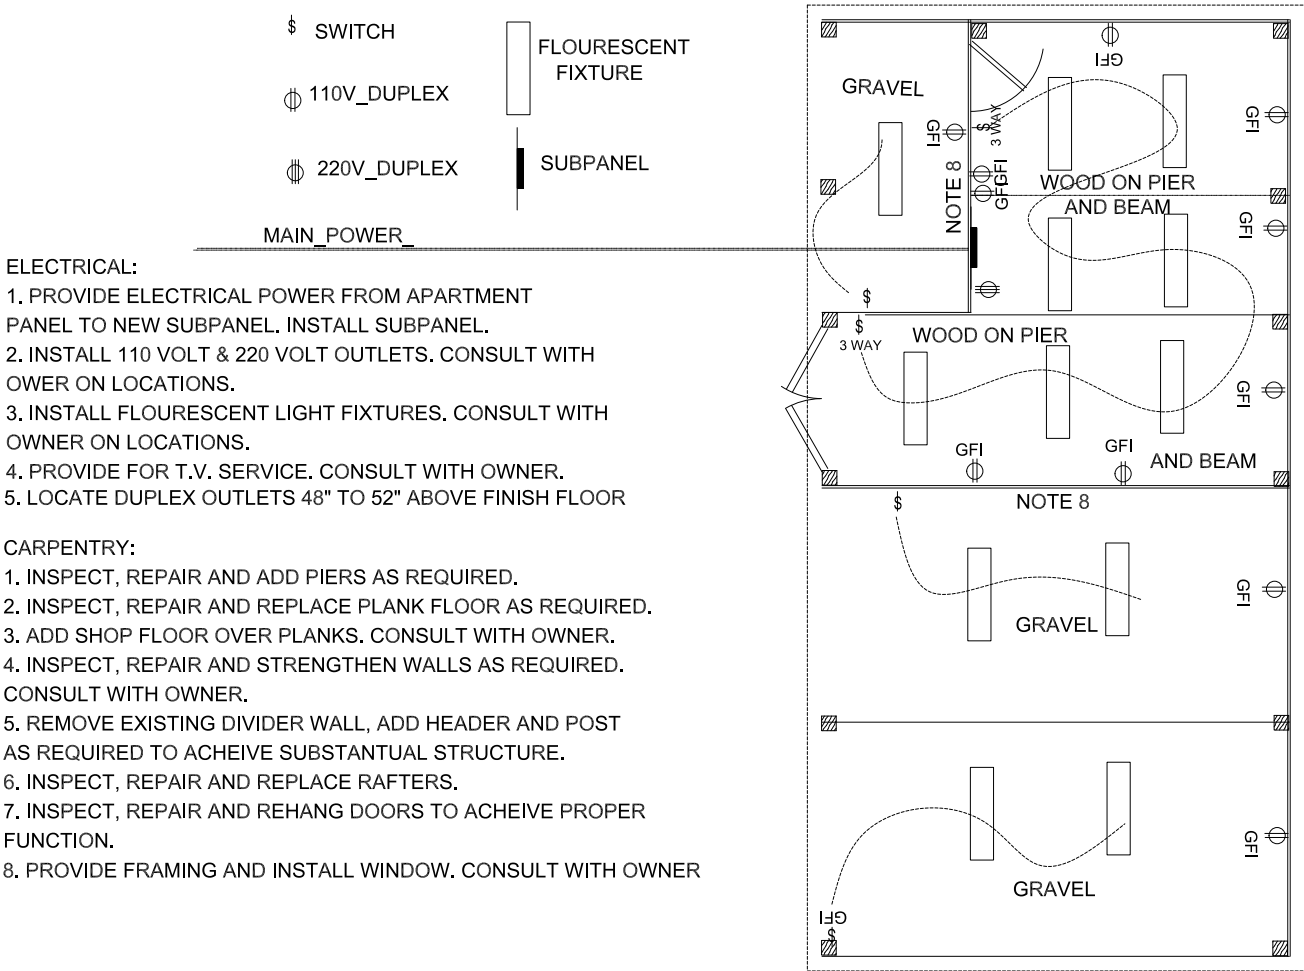 $ SWITCH
FLOURESCENT
FIXTURE
110V_DUPLEX
220V_DUPLEX
SUBPANEL
MAIN_POWER_
ELECTRICAL:
1. PROVIDE ELECTRICAL POWER FROM APARTMENT
PANEL TO NEW SUBPANEL. INSTALL SUBPANEL.
2. INSTALL 110 VOLT & 220 VOLT OUTLETS. CONSULT WITH
OWER ON LOCATIONS.
3. INSTALL FLOURESCENT LIGHT FIXTURES. CONSULT WITH
OWNER ON LOCATIONS.
4. PROVIDE FOR T.V. SERVICE. CONSULT WITH OWNER.
5. LOCATE DUPLEX OUTLETS 48" TO 52" ABOVE FINISH FLOOR
CARPENTRY:
1. INSPECT, REPAIR AND ADD PIERS AS REQUIRED.
2. INSPECT, REPAIR AND REPLACE PLANK FLOOR AS REQUIRED.
3. ADD SHOP FLOOR OVER PLANKS. CONSULT WITH OWNER.
4. INSPECT, REPAIR AND STRENGTHEN WALLS AS REQUIRED.
CONSULT WITH OWNER.
5. REMOVE EXISTING DIVIDER WALL, ADD HEADER AND POST
AS REQUIRED TO ACHEIVE SUBSTANTUAL STRUCTURE.
6. INSPECT, REPAIR AND REPLACE RAFTERS.
7. INSPECT, REPAIR AND REHANG DOORS TO ACHEIVE PROPER
FUNCTION.
8. PROVIDE FRAMING AND INSTALL WINDOW. CONSULT WITH OWNER
GFI
GRAVEL
GFI
GFI
$
3 WAY
NOTE 8
GFI
GFI
WOOD ON PIER
AND BEAM
GFI
$
$
3 WAY
WOOD ON PIER
GFI
GFI
GFI
AND BEAM
$
NOTE 8
GFI
GRAVEL
GFI
GRAVEL
GFI
$